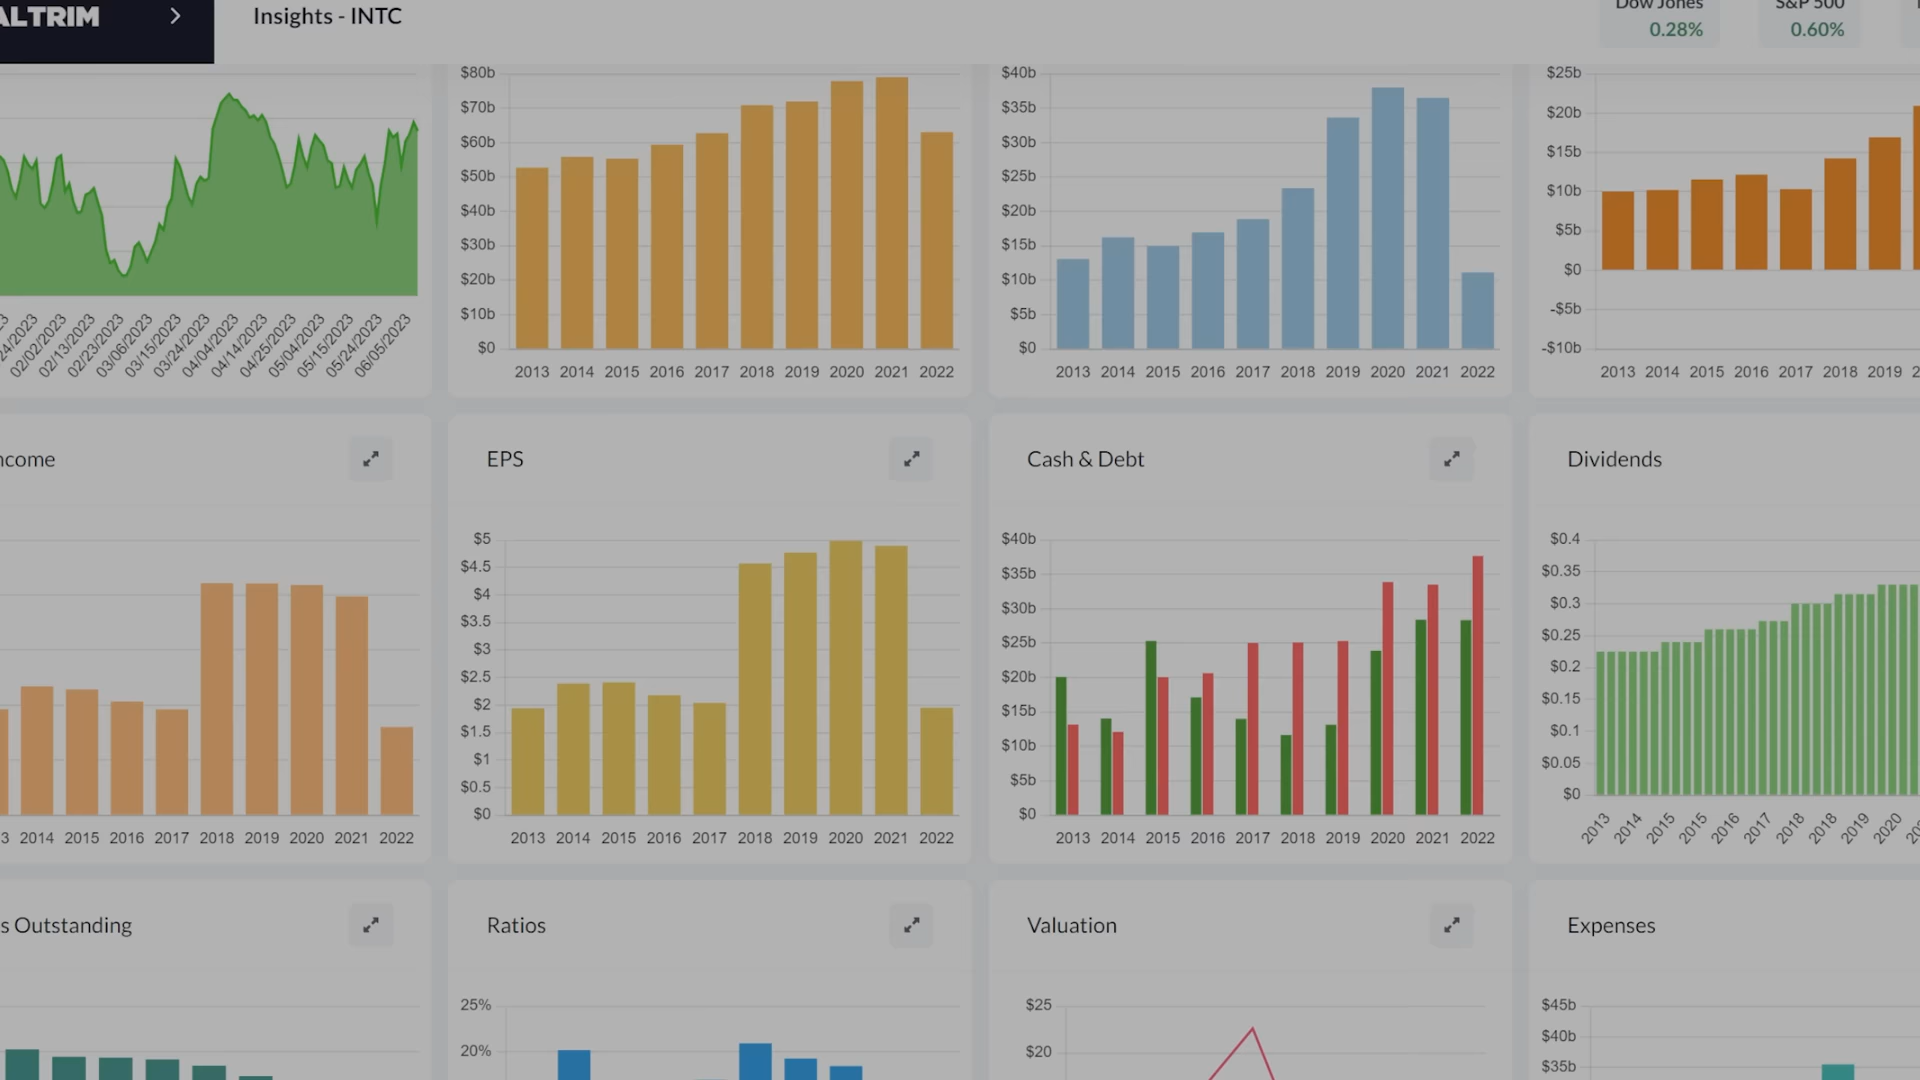 ALTRIM
Insights - INTC
Dow Jones
0.28%
S&P 500
0.60%
24/2023
02/02/2023
02/13/2023
02/23/2023
03/06/2023
03/15/2023
03/24/2023
04/04/2023
04/14/2023
04/25/2023
05/04/2023
05/15/2023
05/24/2023
06/05/2023
$80b
$70b
$60b
$50b
$40b
$30b
$20b
$10b
$0
2013 2014 2015 2016 2017 2018 2019 2020 2021 2022
$40b
$35b
$30b
$25b
$20b
$15b
$10b
$5b
$0
2013 2014 2015 2016 2017 2018 2019 2020 2021 2022
$25b
$20b
$15b
$10b
$5b
$0
-$5b
-$10b
2013 2014 2015 2016 2017 2018 2019 2
ncome
3 2014 2015 2016 2017 2018 2019 2020 2021 2022
EPS
$5
$4.5
$4
$3.5
$3
$2.5
$2
$1.5
$1
$0.5
$0
2013 2014 2015 2016 2017 2018 2019 2020 2021 2022
Cash & Debt
$40b
$35b
$30b
$25b
$20b
$15b
$10b
$5b
$0
2013 2014 2015 2016 2017 2018 2019 2020 2021 2022
Dividends
$0.4
$0.35
$0.3
$0.25
$0.2
$0.15
$0.1
$0.05
$0
2013 2014 2015 2015 2016 2017 2018 2018 2019 2020
s Outstanding
Ratios
25%
20%
Valuation
$25
$20
Expenses
$45b
$40b
$35b